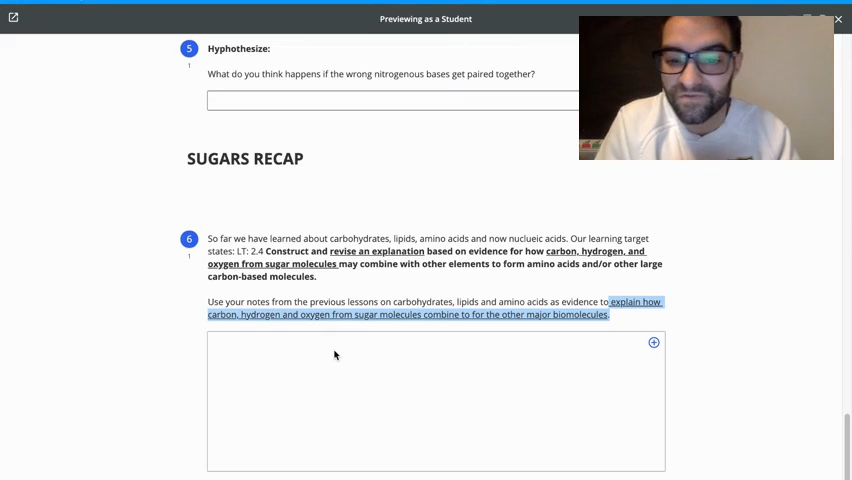 Previewing as a Student
5 Hyphothesize:
1
What do you think happens if the wrong nitrogenous bases get paired together?
SUGARS RECAP
6 So far we have learned about carbohydrates, lipids, amino acids and now nuclueic acids. Our learning target
states: LT: 2.4 Construct and revise an explanation based on evidence for how carbon, hydrogen, and
1
oxygen from sugar molecules may combine with other elements to form amino acids and/or other large
carbon-based molecules.
Use your notes from the previous lessons on carbohydrates, lipids and amino acids as evidence to explain how
carbon, hydrogen and oxygen from sugar molecules combine to for the other major biomolecules.